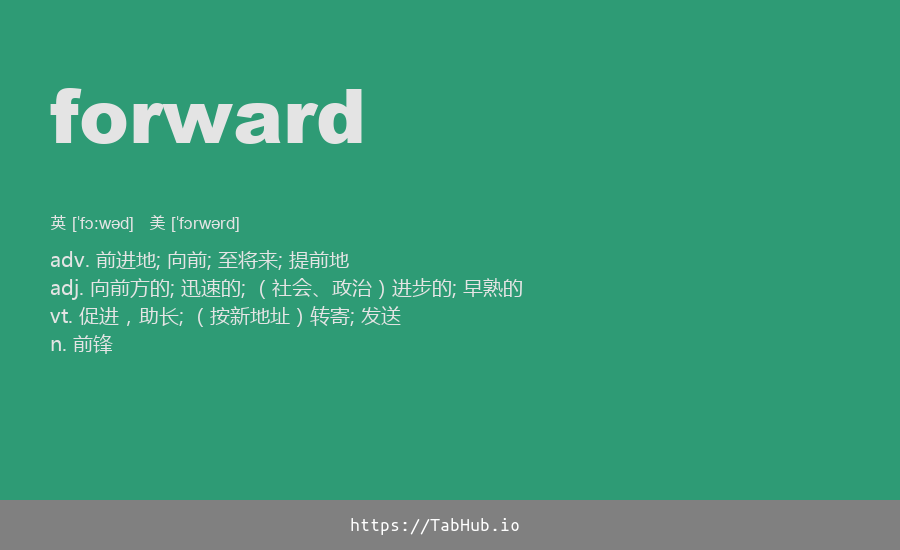 forward
英 [ˈfɔːwəd] 美 [ˈfɔrwərd]
adv. 前进地; 向前; 至将来; 提前地
adj. 向前方的; 迅速的; （社会、政治）进步的; 早熟的
vt. 促进，助长; （按新地址）转寄; 发送
n. 前锋
https://TabHub.io